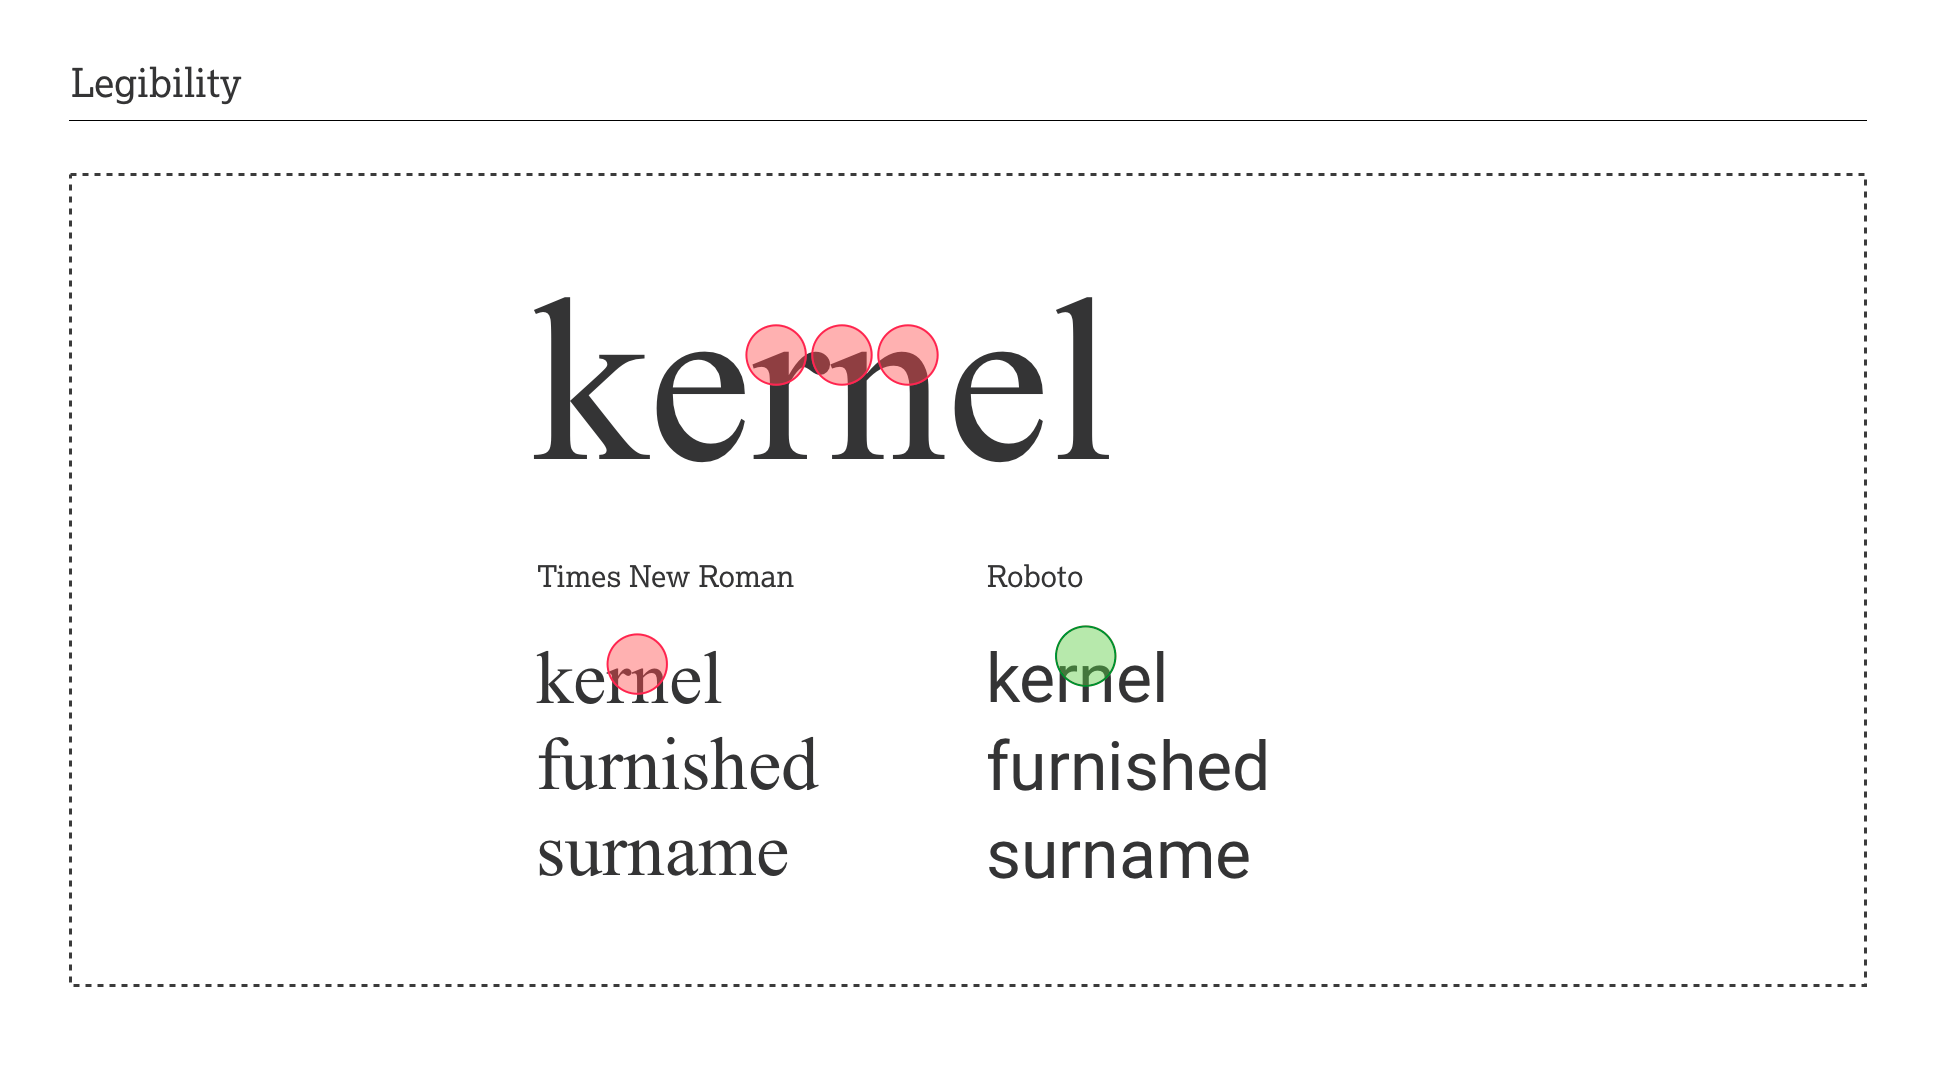 Legibility
kernel
Times New Roman
Roboto
kernel
kernel
furnished
furnished
surname
surname